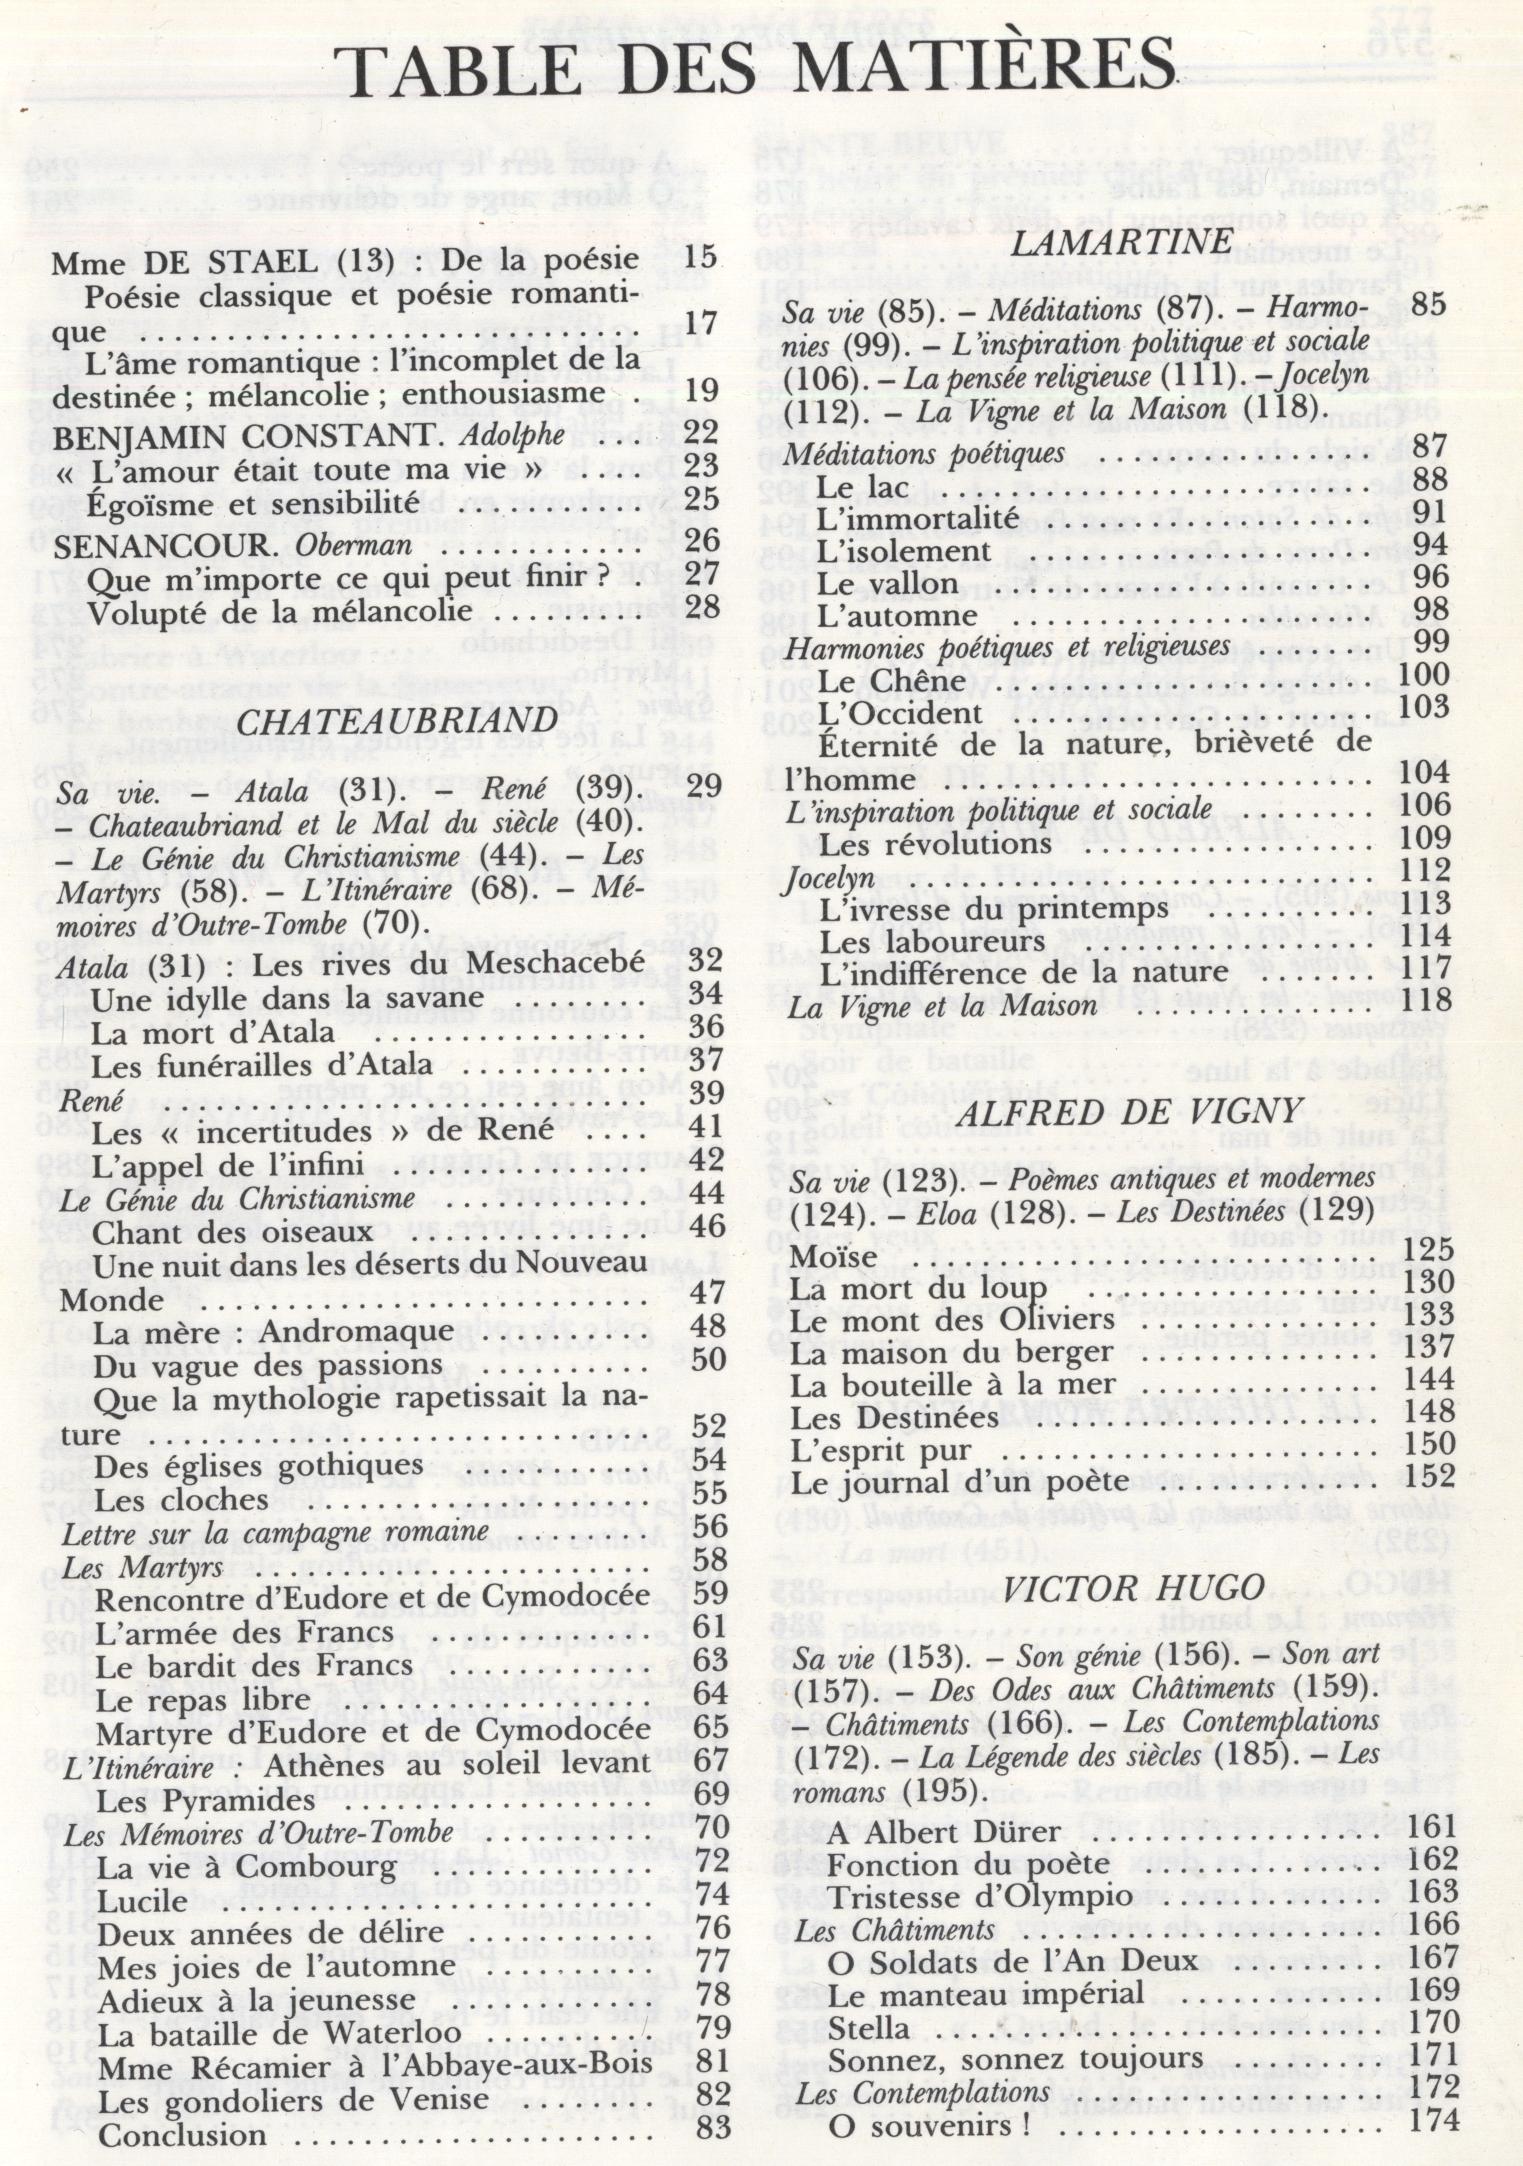 TABLE DES MATIÈRES
Mme DE STAEL (13) : De la poésie 15
Poésie classique et poésie romanti-
que ........................ 17
L'âme romantique : l'incomplet de la
destinée ; mélancolie ; enthousiasme . 19
BENJAMIN CONSTANT. Adolphe .... 22
« L'amour était toute ma vie » .... 23
Égoïsme et sensibilité ........... 25
SENANCOUR. Oberman ............ 26
Que m'importe ce qui peut finir ? . 27
Volupté de la mélancolie ......... 28
CHATEAUBRIAND
Sa vie. – Atala (31). – René (39). 29
– Chateaubriand et le Mal du siècle (40).
– Le Génie du Christianisme (44). – Les
Martyrs (58). – L'Itinéraire (68). – Mé-
moires d'Outre-Tombe (70).
Atala (31) : Les rives du Meschacebé 32
Une idylle dans la savane ........ 34
La mort d'Atala ................ 36
Les funérailles d'Atala ........... 37
René ............................ 39
Les « incertitudes » de René .... 41
L'appel de l'infini ............... 42
Le Génie du Christianisme ............ 44
Chant des oiseaux .............. 46
Une nuit dans les déserts du Nouveau
Monde .......................... 47
La mère : Andromaque .......... 48
Du vague des passions .......... 50
Que la mythologie rapetissait la na-
ture ............................. 52
Des églises gothiques ........... 54
Les cloches .................... 55
Lettre sur la campagne romaine ........ 56
Les Martyrs ....................... 58
Rencontre d'Eudore et de Cymodocée 59
L'armée des Francs ............. 61
Le bardit des Francs ............ 63
Le repas libre .................. 64
Martyre d'Eudore et de Cymodocée 65
L'Itinéraire : Athènes au soleil levant 67
Les Pyramides .................. 69
Les Mémoires d'Outre-Tombe .......... 70
La vie à Combourg ............. 72
Lucile ......................... 74
Deux années de délire ........... 76
Mes joies de l'automne .......... 77
Adieux à la jeunesse ............ 78
La bataille de Waterloo .......... 79
Mme Récamier à l'Abbaye-aux-Bois 81
Les gondoliers de Venise ........ 82
Conclusion ..................... 83
LAMARTINE
Sa vie (85). – Méditations (87). – Harmo- 85
nies (99). – L'inspiration politique et sociale
(106). – La pensée religieuse (111). – Jocelyn
(112). – La Vigne et la Maison (118).
Méditations poétiques ................ 87
Le lac ......................... 88
L'immortalité ................... 91
L'isolement ..................... 94
Le vallon ...................... 96
L'automne ..................... 98
Harmonies poétiques et religieuses ....... 99
Le Chêne ...................... 100
L'Occident ..................... 103
Éternité de la nature, brièveté de
l'homme ......................... 104
L'inspiration politique et sociale ........ 106
Les révolutions ................. 109
Jocelyn ........................... 112
L'ivresse du printemps .......... 113
Les laboureurs ................. 114
L'indifférence de la nature ....... 117
La Vigne et la Maison .............. 118
ALFRED DE VIGNY
Sa vie (123). – Poèmes antiques et modernes
(124). – Eloa (128). – Les Destinées (129)
Moïse ........................... 125
La mort du loup ................. 130
Le mont des Oliviers .............. 133
La maison du berger .............. 137
La bouteille à la mer .............. 144
Les Destinées .................... 148
L'esprit pur ...................... 150
Le journal d'un poète ............. 152
VICTOR HUGO
Sa vie (153). – Son génie (156). – Son art
(157). – Des Odes aux Châtiments (159).
– Châtiments (166). – Les Contemplations
(172). – La Légende des siècles (185). – Les
romans (195).
A Albert Dürer ................. 161
Fonction du poète .............. 162
Tristesse d'Olympio ............. 163
Les Châtiments ..................... 166
O Soldats de l'An Deux ......... 167
Le manteau impérial ............ 169
Stella .......................... 170
Sonnez, sonnez toujours ......... 171
Les Contemplations .................. 172
O souvenirs ! ................... 174